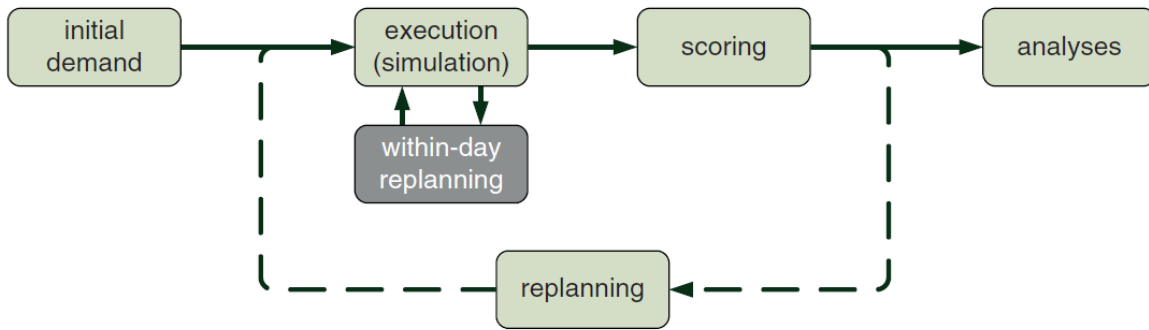 initial
demand
execution
(simulation)
scoring
analyses
within-day
replanning
replanning